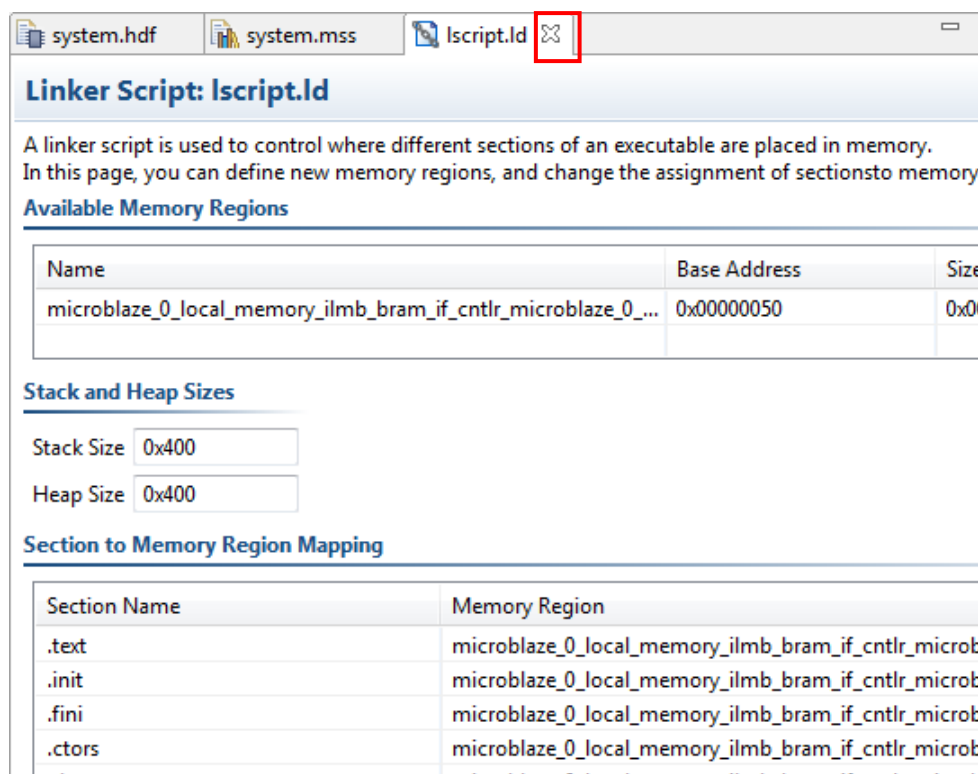 system.hdf system.mss lscript.ld
Linker Script: lscript.ld
A linker script is used to control where different sections of an executable are placed in memory.
In this page, you can define new memory regions, and change the assignment of sectionsto memory
Available Memory Regions
Name Base Address Size
microblaze_0_local_memory_ilmb_bram_if_cntlr_microblaze_0_... 0x00000050 0x0
Stack and Heap Sizes
Stack Size 0x400
Heap Size 0x400
Section to Memory Region Mapping
Section Name Memory Region
.text microblaze_0_local_memory_ilmb_bram_if_cntlr_microb
.init microblaze_0_local_memory_ilmb_bram_if_cntlr_microb
.fini microblaze_0_local_memory_ilmb_bram_if_cntlr_microb
.ctors microblaze_0_local_memory_ilmb_bram_if_cntlr_microb